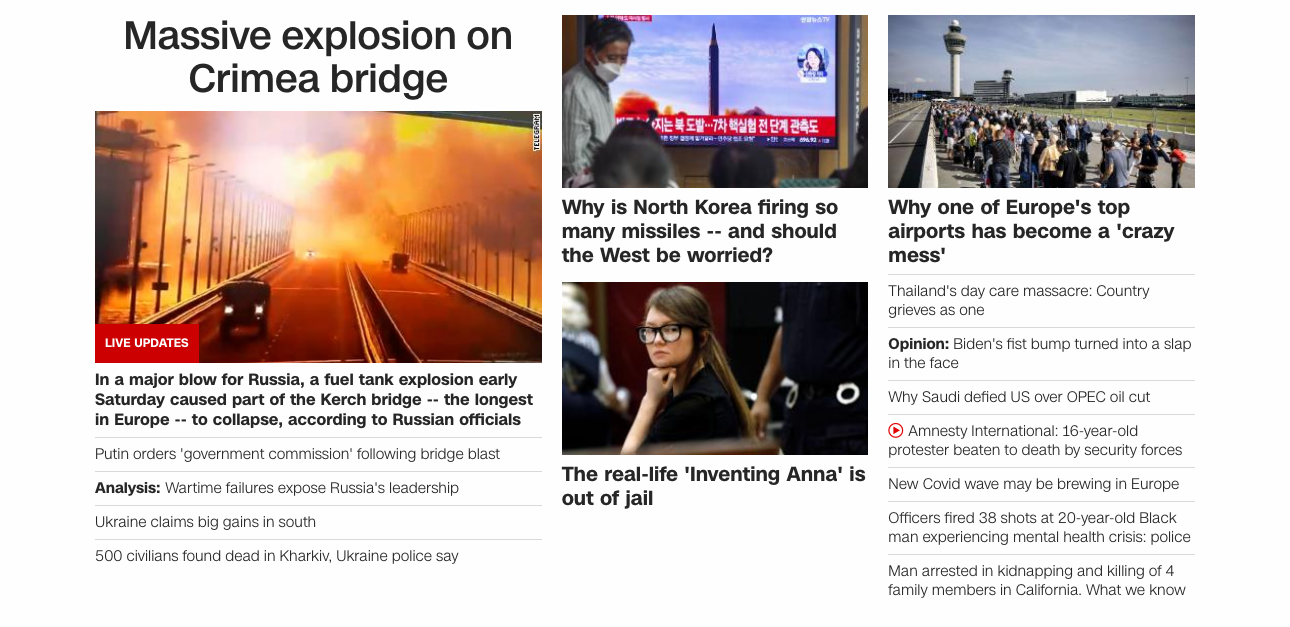 Massive explosion on
Crimea bridge
TELEGRAM
LIVE UPDATES
In a major blow for Russia, a fuel tank explosion early
Saturday caused part of the Kerch bridge -- the longest
in Europe -- to collapse, according to Russian officials
Putin orders 'government commission' following bridge blast
Analysis: Wartime failures expose Russia's leadership
Ukraine claims big gains in south
500 civilians found dead in Kharkiv, Ukraine police say
지는 북 도발…7차 핵실험 전 단계 관측도
Why is North Korea firing so
many missiles -- and should
the West be worried?
The real-life 'Inventing Anna' is
out of jail
Why one of Europe's top
airports has become a 'crazy
mess'
Thailand's day care massacre: Country
grieves as one
Opinion: Biden's fist bump turned into a slap
in the face
Why Saudi defied US over OPEC oil cut
Amnesty International: 16-year-old
protester beaten to death by security forces
New Covid wave may be brewing in Europe
Officers fired 38 shots at 20-year-old Black
man experiencing mental health crisis: police
Man arrested in kidnapping and killing of 4
family members in California. What we know